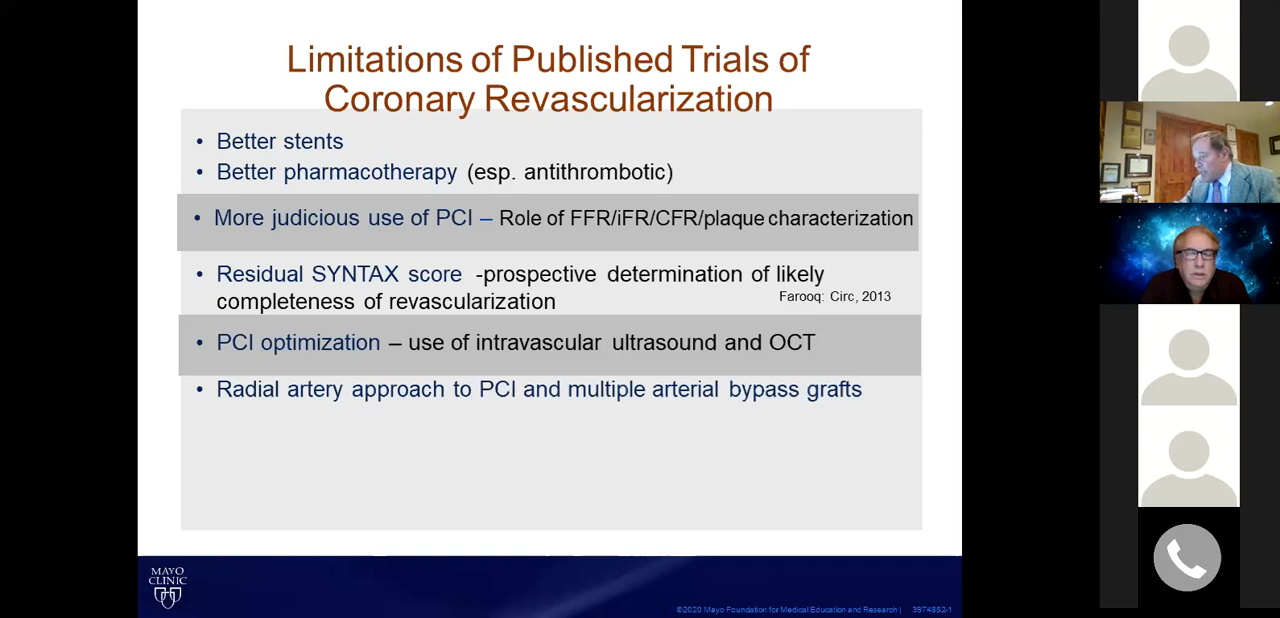 Limitations of Published Trials of
Coronary Revascularization
• Better stents
• Better pharmacotherapy (esp. antithrombotic)
• More judicious use of PCI – Role of FFR/iFR/CFR/plaque characterization
• Residual SYNTAX score -prospective determination of likely
completeness of revascularization
Farooq: Circ, 2013
• PCI optimization – use of intravascular ultrasound and OCT
• Radial artery approach to PCI and multiple arterial bypass grafts
MAYO
CLINIC
©2020 Mayo Foundation for Medical Education and Research |